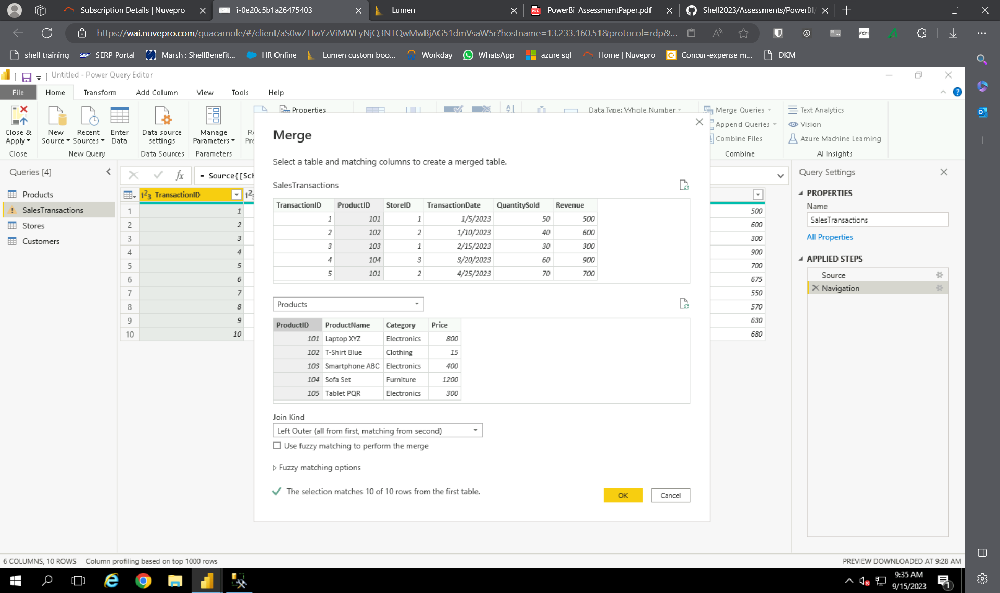 Subscription Details | Nuvepro
i-0e20c5b1a26475403
Lumen
PowerBi_AssessmentPaper.pdf
Shell2023/Assessments/PowerBI/
https://wai.nuvepro.com/guacamole/#/client/aS0wZTIwYzViMWEyNjQ3NTQwMwBjAG51dmVsaW5r?hostname=13.233.160.51&protocol=rdp&...
shell training
SERP Portal
Marsh : ShellBenefit...
HR Online
Lumen custom boo...
Workday
WhatsApp
azure sql
Home | Nuvepro
Concur-expense m...
DKM
Untitled - Power Query Editor
File
Home
Transform
Add Column
View
Tools
Help
Close & Apply
New Source
Recent Sources
Enter Data
Data source settings
Manage Parameters
Properties
Data Type: Whole Number
Merge Queries
Append Queries
Combine Files
Text Analytics
Vision
Azure Machine Learning
Close
New Query
Data Sources
Parameters
Combine
AI Insights
Queries [4]
Products
SalesTransactions
Stores
Customers
= Source{[Sch
TransactionID
1 1 500
2 2 600
3 3 300
4 4 900
5 5 700
6 6 675
7 7 550
8 8 570
9 9 630
10 10 680
Merge
Select a table and matching columns to create a merged table.
SalesTransactions
TransactionID ProductID StoreID TransactionDate QuantitySold Revenue
1 101 1 1/5/2023 50 500
2 102 2 1/10/2023 40 600
3 103 1 2/15/2023 30 300
4 104 3 3/20/2023 60 900
5 101 2 4/25/2023 70 700
Products
ProductID ProductName Category Price
101 Laptop XYZ Electronics 800
102 T-Shirt Blue Clothing 15
103 Smartphone ABC Electronics 400
104 Sofa Set Furniture 1200
105 Tablet PQR Electronics 300
Join Kind
Left Outer (all from first, matching from second)
Use fuzzy matching to perform the merge
Fuzzy matching options
The selection matches 10 of 10 rows from the first table.
OK
Cancel
Query Settings
PROPERTIES
Name
SalesTransactions
All Properties
APPLIED STEPS
Source
Navigation
6 COLUMNS, 10 ROWS
Column profiling based on top 1000 rows
PREVIEW DOWNLOADED AT 9:28 AM
9:35 AM
9/15/2023
1